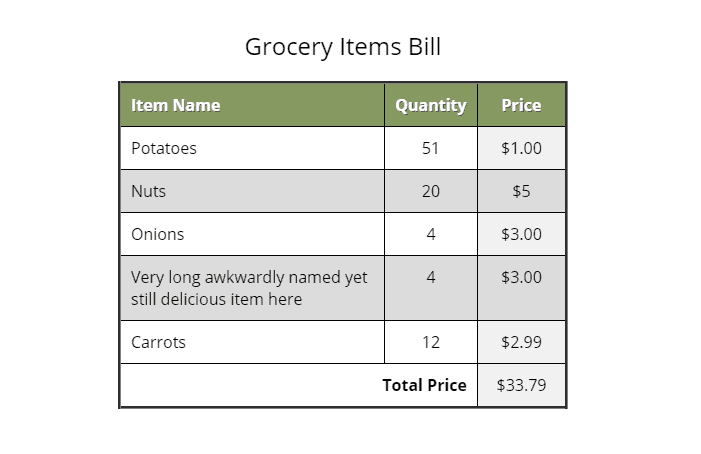 Grocery Items Bill
Item Name Quantity Price
Potatoes 51 $1.00
Nuts 20 $5
Onions 4 $3.00
Very long awkwardly named yet 4 $3.00
still delicious item here
Carrots 12 $2.99
Total Price $33.79